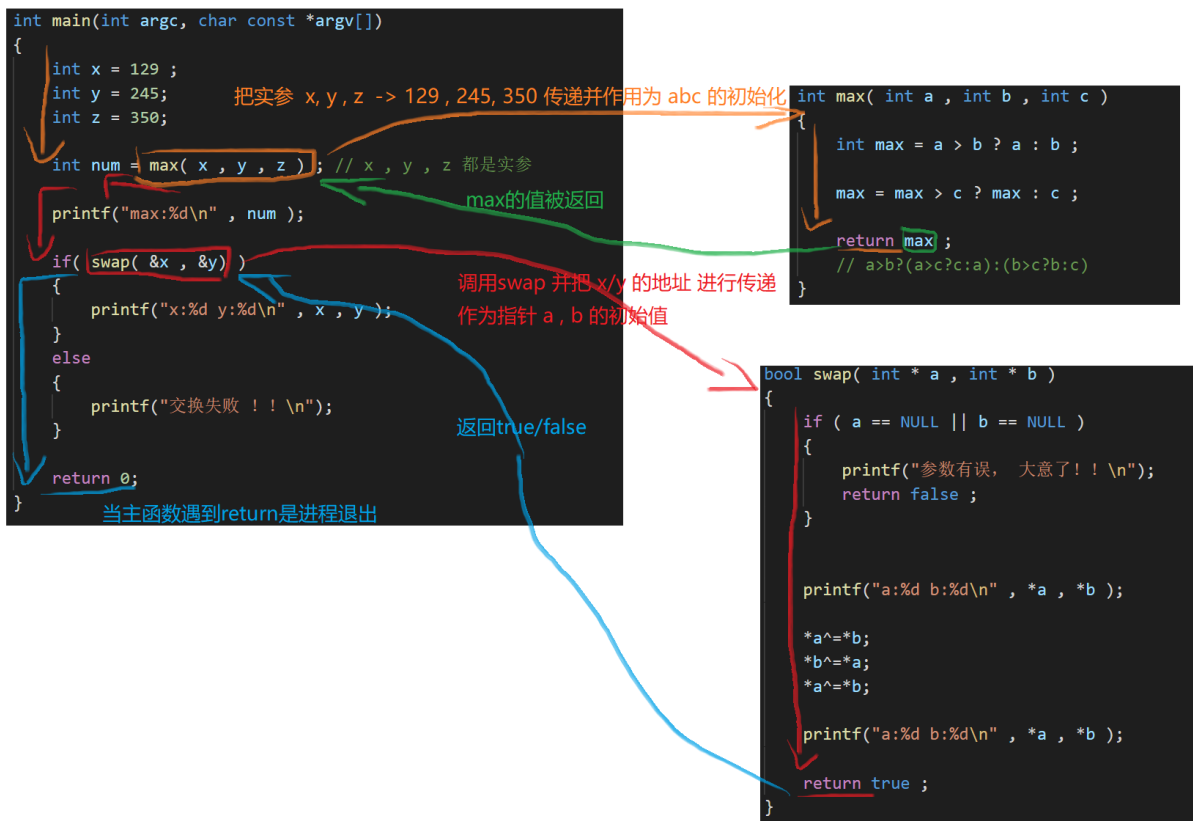 int main(int argc, char const *argv[])
{
int x = 129 ;
int y = 245;
int z = 350;
把实参 x, y , z -> 129 , 245, 350 传递并作用为 abc 的初始化
int num = max( x , y , z ) ; // x , y , z 都是实参
max的值被返回
printf("max:%d\n" , num );
if( swap( &x , &y) )
{
printf("x:%d y:%d\n" , x , y );
}
else
{
printf("交换失败 ！！\n");
}
return 0;
}
当主函数遇到return是进程退出
int max( int a , int b , int c )
{
int max = a > b ? a : b ;
max = max > c ? max : c ;
return max ;
// a>b?(a>c?c:a):(b>c?b:c)
}
调用swap 并把 x/y 的地址 进行传递
作为指针 a , b 的初始值
返回true/false
bool swap( int * a , int * b )
{
if ( a == NULL || b == NULL )
{
printf("参数有误， 大意了！！\n");
return false ;
}
printf("a:%d b:%d\n" , *a , *b );
*a^=*b;
*b^=*a;
*a^=*b;
printf("a:%d b:%d\n" , *a , *b );
return true ;
}